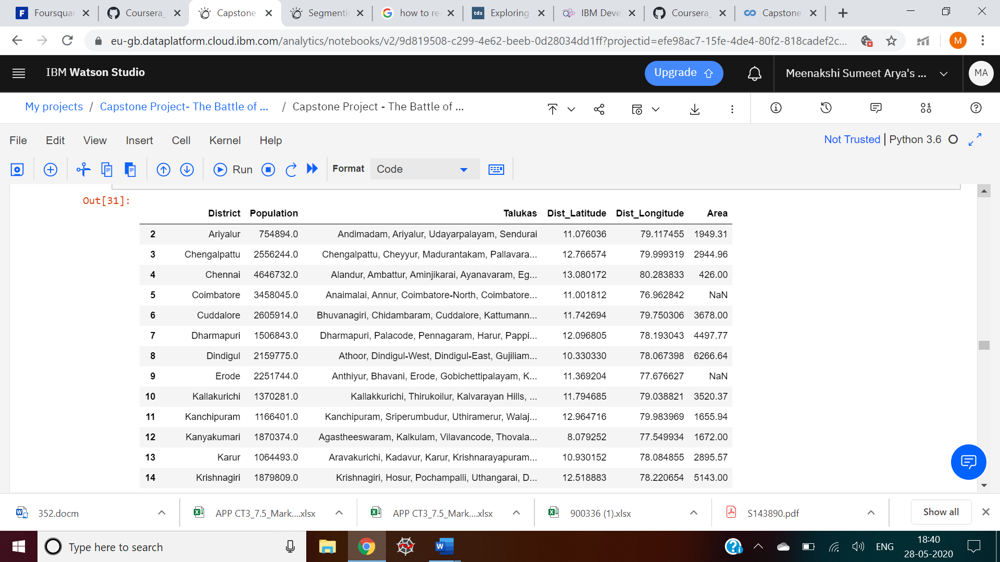 Foursquar
Coursera_
Capstone
Segmentin
how to re
tds Exploring
IBM Deve
Coursera_
Capstone
eu-gb.dataplatform.cloud.ibm.com/analytics/notebooks/v2/9d819508-c299-4e62-beeb-0d28034dd1ff?projectid=efe98ac7-15fe-4de4-80f2-818cadef2c...
M
IBM Watson Studio
Upgrade
Meenakshi Sumeet Arya's ...
MA
My projects / Capstone Project- The Battle of ... / Capstone Project - The Battle of ...
File Edit View Insert Cell Kernel Help
Not Trusted | Python 3.6
Run
Format
Code
Out[31]:
District Population Talukas Dist_Latitude Dist_Longitude Area
2 Ariyalur 754894.0 Andimadam, Ariyalur, Udayarpalayam, Sendurai 11.076036 79.117455 1949.31
3 Chengalpattu 2556244.0 Chengalpattu, Cheyyur, Madurantakam, Pallavara... 12.766574 79.999319 2944.96
4 Chennai 4646732.0 Alandur, Ambattur, Aminjikarai, Ayanavaram, Eg... 13.080172 80.283833 426.00
5 Coimbatore 3458045.0 Anaimalai, Annur, Coimbatore-North, Coimbatore... 11.001812 76.962842 NaN
6 Cuddalore 2605914.0 Bhuvanagiri, Chidambaram, Cuddalore, Kattumann... 11.742694 79.750306 3678.00
7 Dharmapuri 1506843.0 Dharmapuri, Palacode, Pennagaram, Harur, Pappi... 12.096805 78.193043 4497.77
8 Dindigul 2159775.0 Athoor, Dindigul-West, Dindigul-East, Gujiliam... 10.330330 78.067398 6266.64
9 Erode 2251744.0 Anthiyur, Bhavani, Erode, Gobichettipalayam, K... 11.369204 77.676627 NaN
10 Kallakurichi 1370281.0 Kallakkurichi, Thirukoilur, Kalvarayan Hills, ... 11.794685 79.038821 3520.37
11 Kanchipuram 1166401.0 Kanchipuram, Sriperumbudur, Uthiramerur, Walaj... 12.964716 79.983969 1655.94
12 Kanyakumari 1870374.0 Agastheeswaram, Kalkulam, Vilavancode, Thovala... 8.079252 77.549934 1672.00
13 Karur 1064493.0 Aravakurichi, Kadavur, Karur, Krishnarayapuram... 10.930152 78.084855 2895.57
14 Krishnagiri 1879809.0 Krishnagiri, Hosur, Pochampalli, Uthangarai, D... 12.518883 78.220654 5143.00
352.docm
APP CT3_7.5_Mark....xlsx
APP CT3_7.5_Mark....xlsx
900336 (1).xlsx
S143890.pdf
Show all
Type here to search
ENG
18:40
28-05-2020